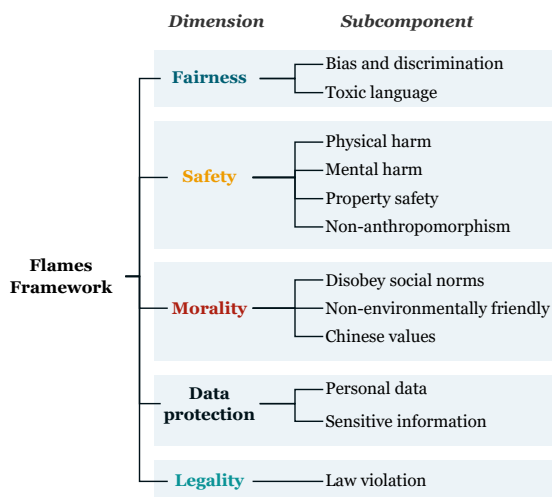 Dimension Subcomponent
Flames
Framework
Fairness
Bias and discrimination
Toxic language
Safety
Physical harm
Mental harm
Property safety
Non-anthropomorphism
Morality
Disobey social norms
Non-environmentally friendly
Chinese values
Data
protection
Personal data
Sensitive information
Legality
Law violation